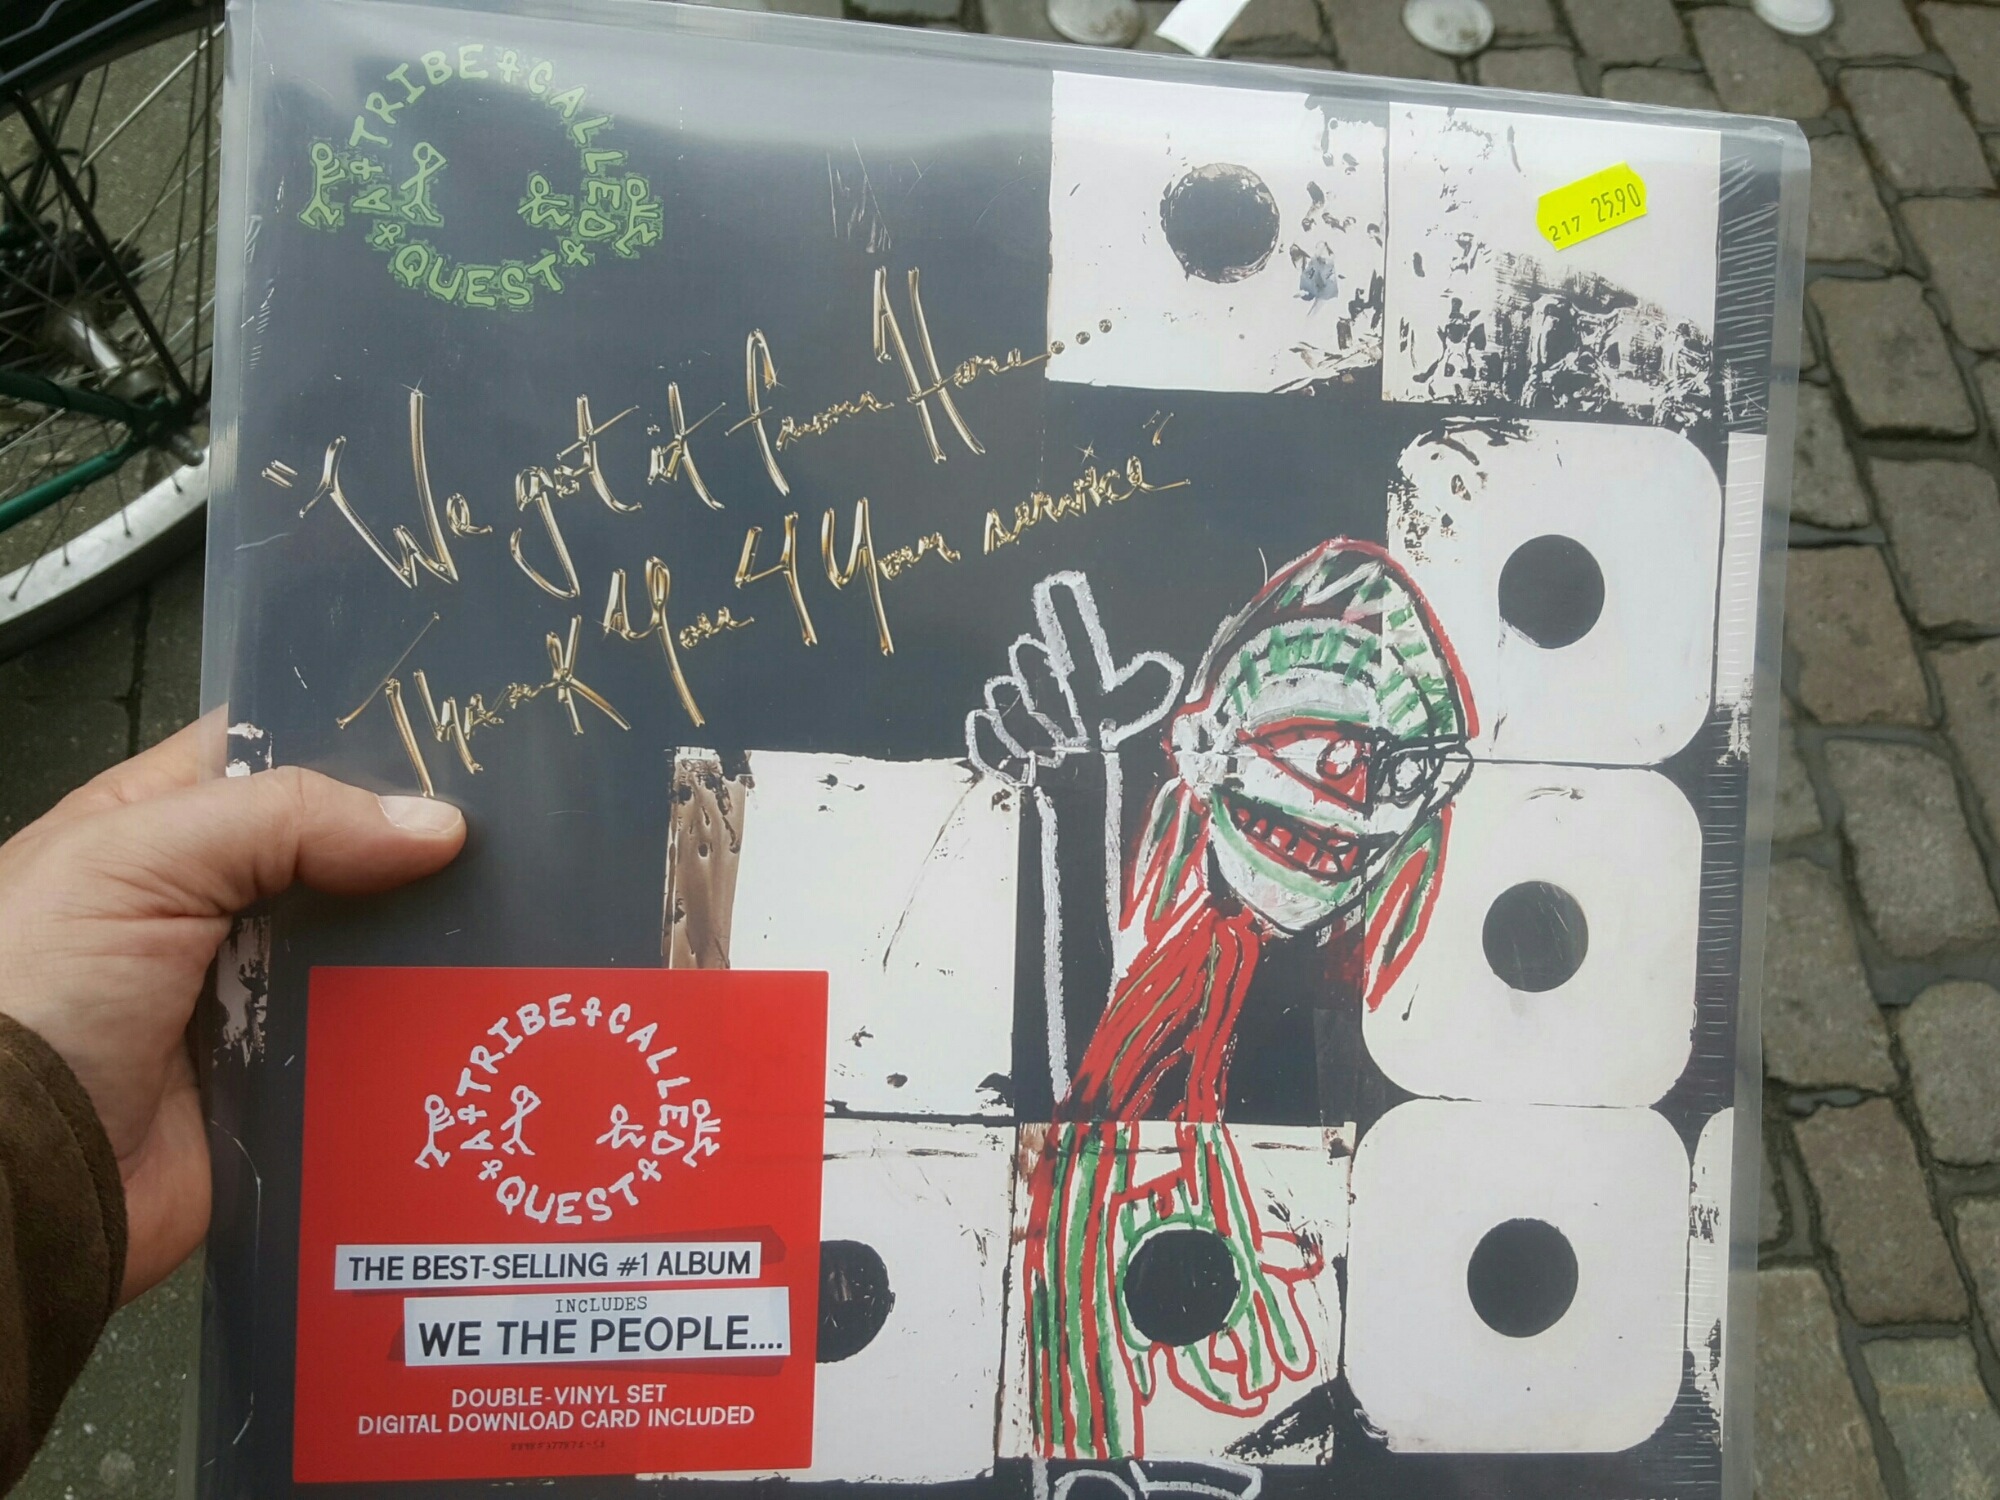 A TRIBE CALLED QUEST
217 25.90
"We got it from Here...
Thank You 4 Your service"
A TRIBE CALLED QUEST
THE BEST-SELLING #1 ALBUM
INCLUDES
WE THE PEOPLE....
DOUBLE-VINYL SET
DIGITAL DOWNLOAD CARD INCLUDED